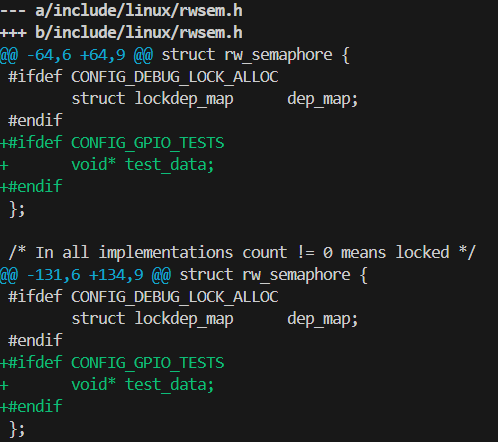 --- a/include/linux/rwsem.h
+++ b/include/linux/rwsem.h
@@ -64,6 +64,9 @@ struct rw_semaphore {
 #ifdef CONFIG_DEBUG_LOCK_ALLOC
        struct lockdep_map      dep_map;
 #endif
+#ifdef CONFIG_GPIO_TESTS
+       void* test_data;
+#endif
 };
 /* In all implementations count != 0 means locked */
@@ -131,6 +134,9 @@ struct rw_semaphore {
 #ifdef CONFIG_DEBUG_LOCK_ALLOC
        struct lockdep_map      dep_map;
 #endif
+#ifdef CONFIG_GPIO_TESTS
+       void* test_data;
+#endif
 };